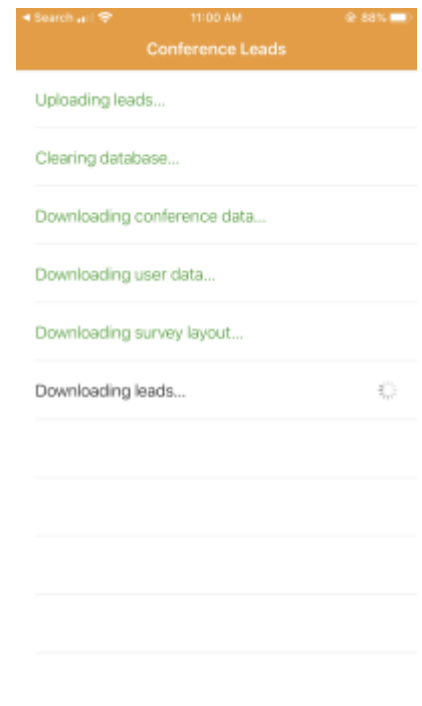 Search 11:00 AM 88%
Conference Leads
Uploading leads...
Clearing database...
Downloading conference data...
Downloading user data...
Downloading survey layout...
Downloading leads...